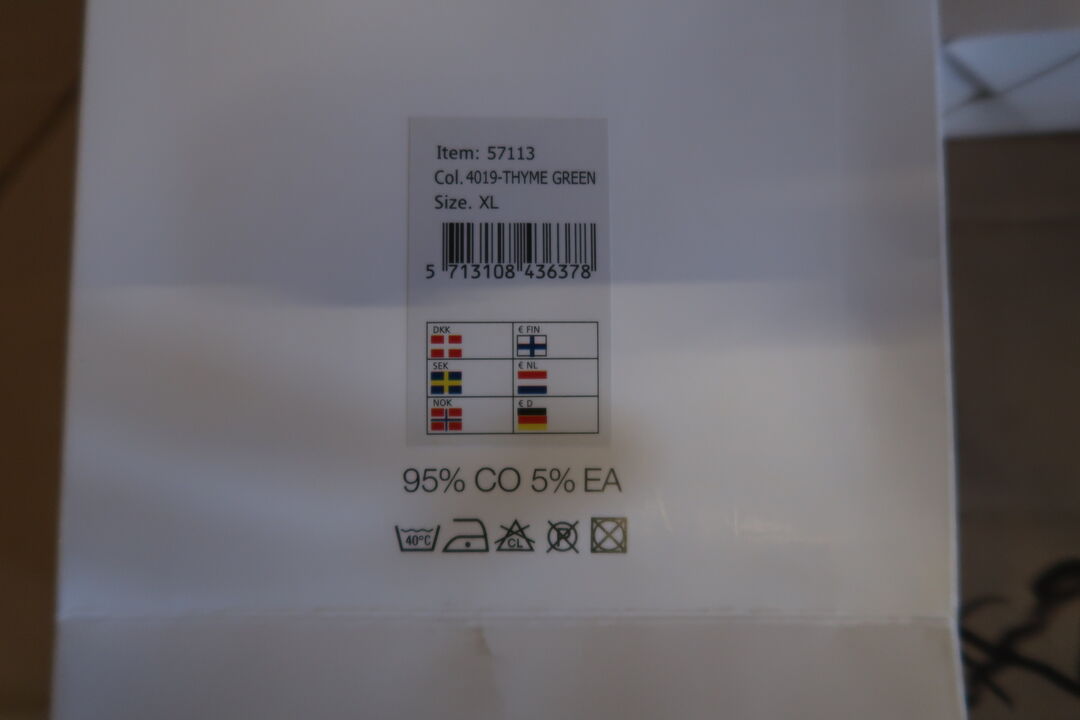 Item: 57113
Col. 4019-THYME GREEN
Size. XL
5 713108 436378
DKK € FIN
SEK € NL
NOK € D
95% CO 5% EA
40°C CL P